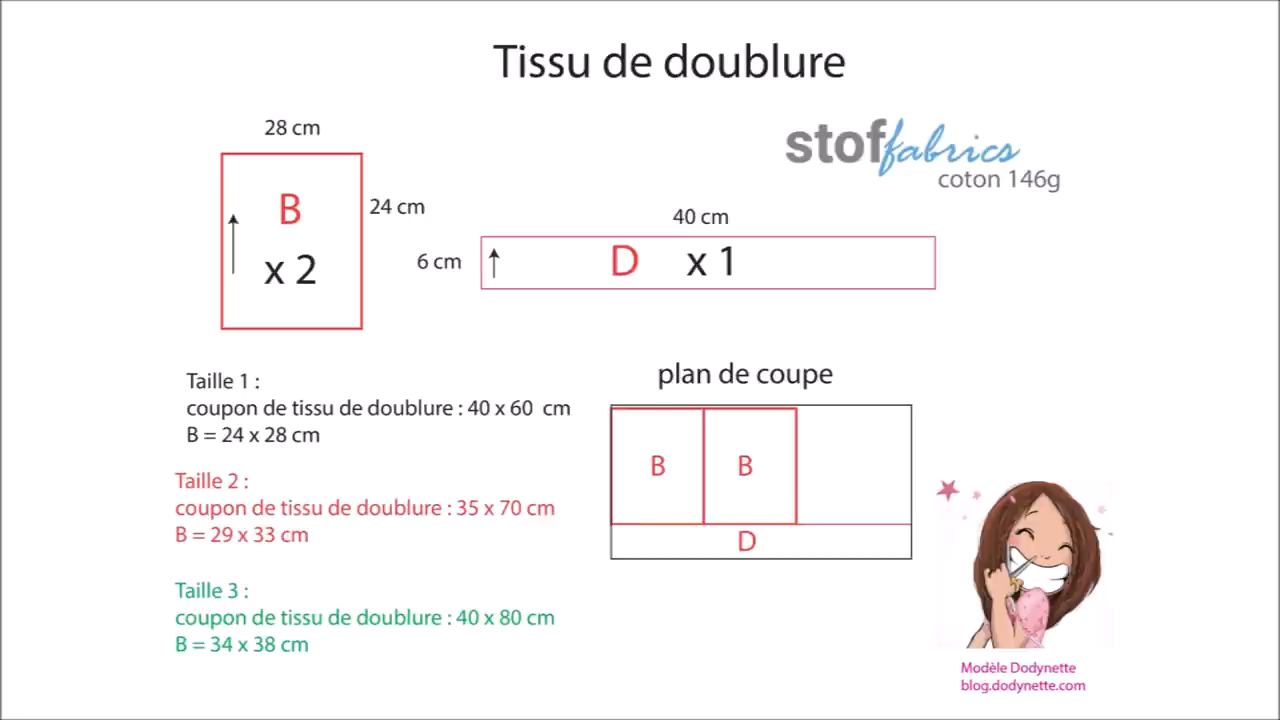 Tissu de doublure
stof fabrics
coton 146g
28 cm
B
24 cm
x 2
40 cm
6 cm
D x 1
Taille 1 :
coupon de tissu de doublure : 40 x 60 cm
B = 24 x 28 cm
Taille 2 :
coupon de tissu de doublure : 35 x 70 cm
B = 29 x 33 cm
Taille 3 :
coupon de tissu de doublure : 40 x 80 cm
B = 34 x 38 cm
plan de coupe
B B
D
Modèle Dodynette
blog.dodynette.com